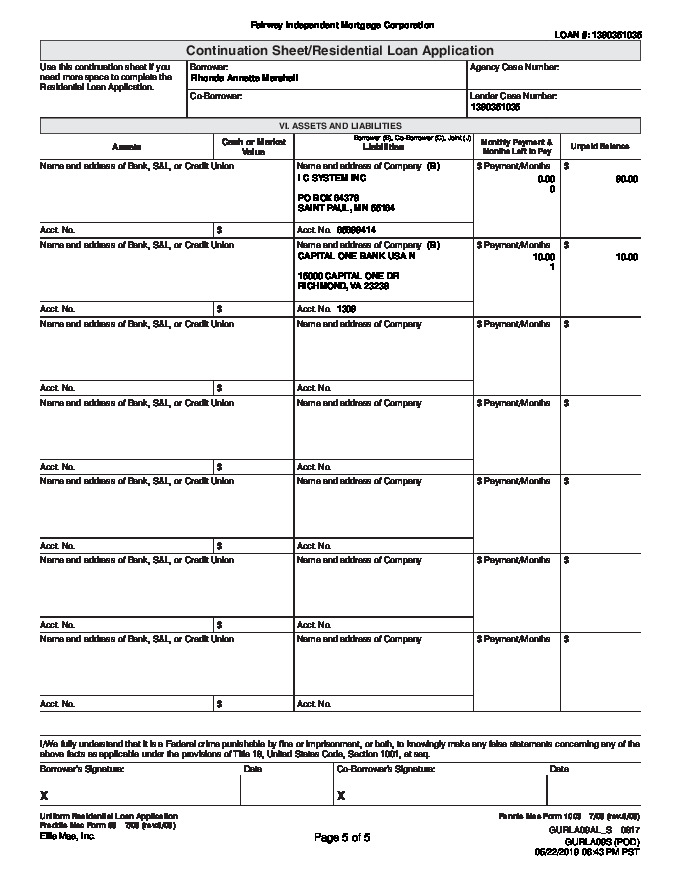 Fairway Independent Mortgage Corporation
LOAN #: 1390351035
Continuation Sheet/Residential Loan Application
Use this continuation sheet if you need more space to complete the Residential Loan Application.
Borrower:
Rhonda Annette Marshall
Agency Case Number:
Co-Borrower:
Lender Case Number:
1390351035
VI. ASSETS AND LIABILITIES
Assets
Cash or Market Value
Borrower (B), Co-Borrower (C), Joint (J)
Liabilities
Monthly Payment & Months Left to Pay
Unpaid Balance
Name and address of Bank, S&L, or Credit Union
Name and address of Company (B)
$ Payment/Months
$
I C SYSTEM INC
0.00
90.00
0
PO BOX 64378
SAINT PAUL, MN 55164
Acct. No.
$
Acct. No.
Name and address of Bank, S&L, or Credit Union
Name and address of Company (B)
$ Payment/Months
$
CAPITAL ONE BANK USA N
10.00
10.00
1
15000 CAPITAL ONE DR
RICHMOND, VA 23238
Acct. No.
$
Acct. No. 1309
Name and address of Bank, S&L, or Credit Union
Name and address of Company
$ Payment/Months
$
Acct. No.
$
Acct. No.
Name and address of Bank, S&L, or Credit Union
Name and address of Company
$ Payment/Months
$
Acct. No.
$
Acct. No.
Name and address of Bank, S&L, or Credit Union
Name and address of Company
$ Payment/Months
$
Acct. No.
$
Acct. No.
Name and address of Bank, S&L, or Credit Union
Name and address of Company
$ Payment/Months
$
Acct. No.
$
Acct. No.
Name and address of Bank, S&L, or Credit Union
Name and address of Company
$ Payment/Months
$
Acct. No.
$
Acct. No.
I/We fully understand that it is a Federal crime punishable by fine or imprisonment, or both, to knowingly make any false statements concerning any of the
above facts as applicable under the provisions of Title 18, United States Code, Section 1001, et seq.
Borrower's Signature:
Date
Co-Borrower's Signature:
Date
X
X
Uniform Residential Loan Application
Freddie Mac Form 65 7/05 (rev.6/09)
Ellie Mae, Inc.
Page 5 of 5
Fannie Mae Form 1003 7/05 (rev.6/09)
GURLA09AL_S 0817
GURLA09S (POD)
05/22/2019 06:43 PM PST